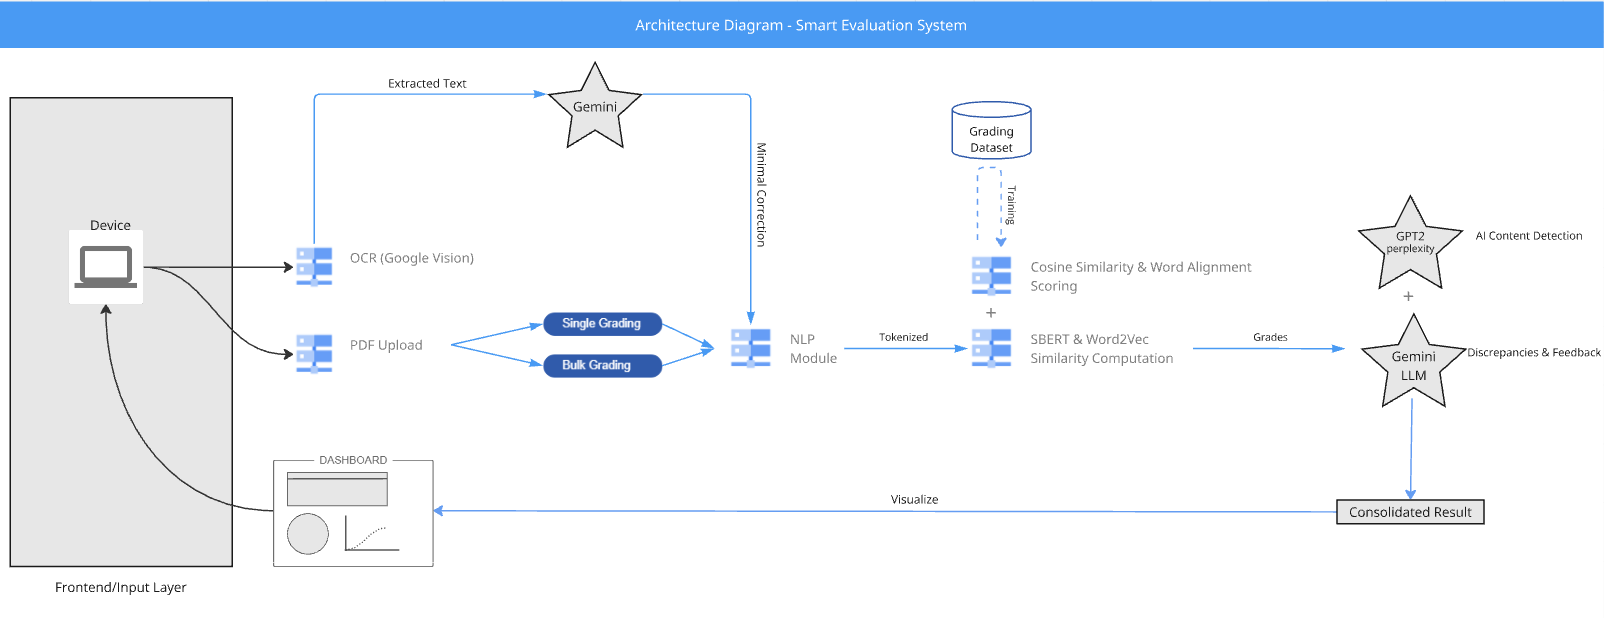 Architecture Diagram - Smart Evaluation System
Extracted Text
Gemini
Minimal Correction
Grading
Dataset
Training
Device
OCR (Google Vision)
Cosine Similarity & Word Alignment
Scoring
+
GPT2
perplexity
AI Content Detection
+
PDF Upload
Single Grading
Bulk Grading
NLP
Module
Tokenized
SBERT & Word2Vec
Similarity Computation
Grades
Gemini
LLM
Discrepancies & Feedback
DASHBOARD
Visualize
Consolidated Result
Frontend/Input Layer